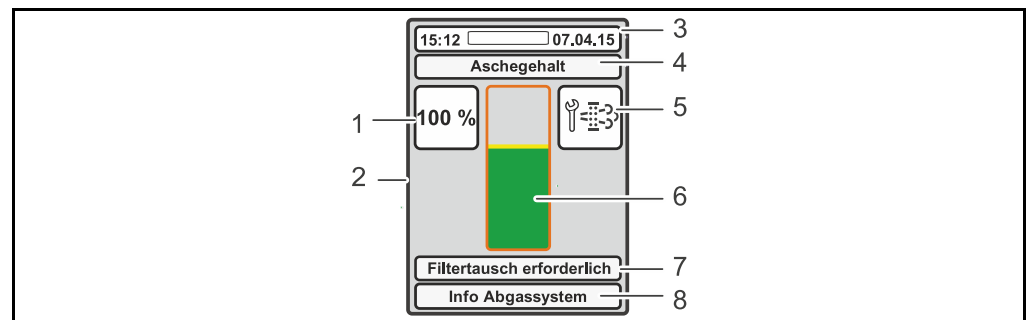 15:12 07.04.15 3
Aschegehalt 4
1 100 % 5
2
6
Filtertausch erforderlich 7
Info Abgassystem 8